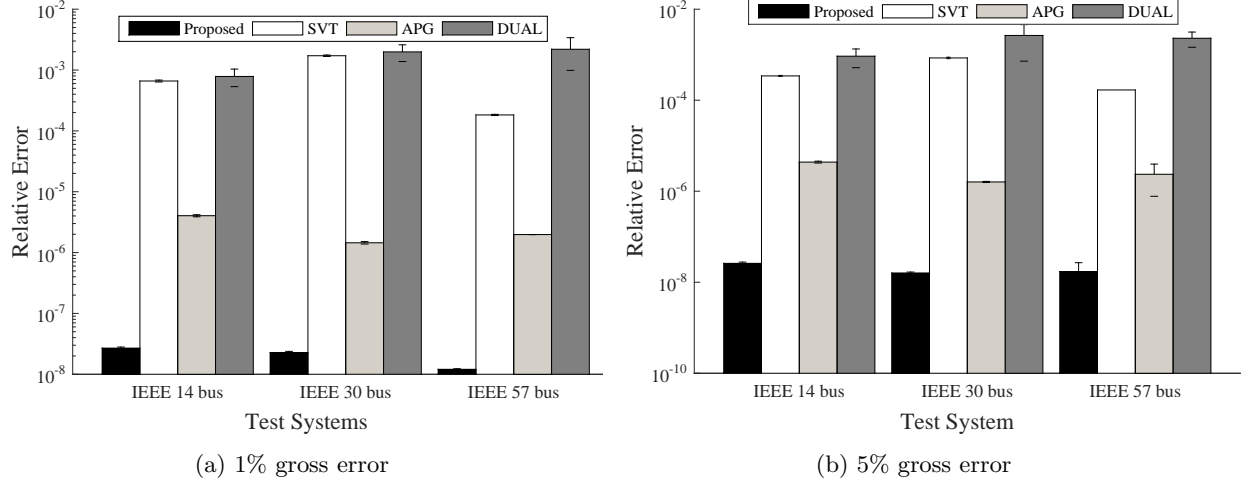 Proposed SVT APG DUAL
10^-2
10^-3
10^-4
10^-5
10^-6
10^-7
10^-8
Relative Error
IEEE 14 bus IEEE 30 bus IEEE 57 bus
Test Systems
(a) 1% gross error
Proposed SVT APG DUAL
10^-2
10^-4
10^-6
10^-8
10^-10
Relative Error
IEEE 14 bus IEEE 30 bus IEEE 57 bus
Test System
(b) 5% gross error